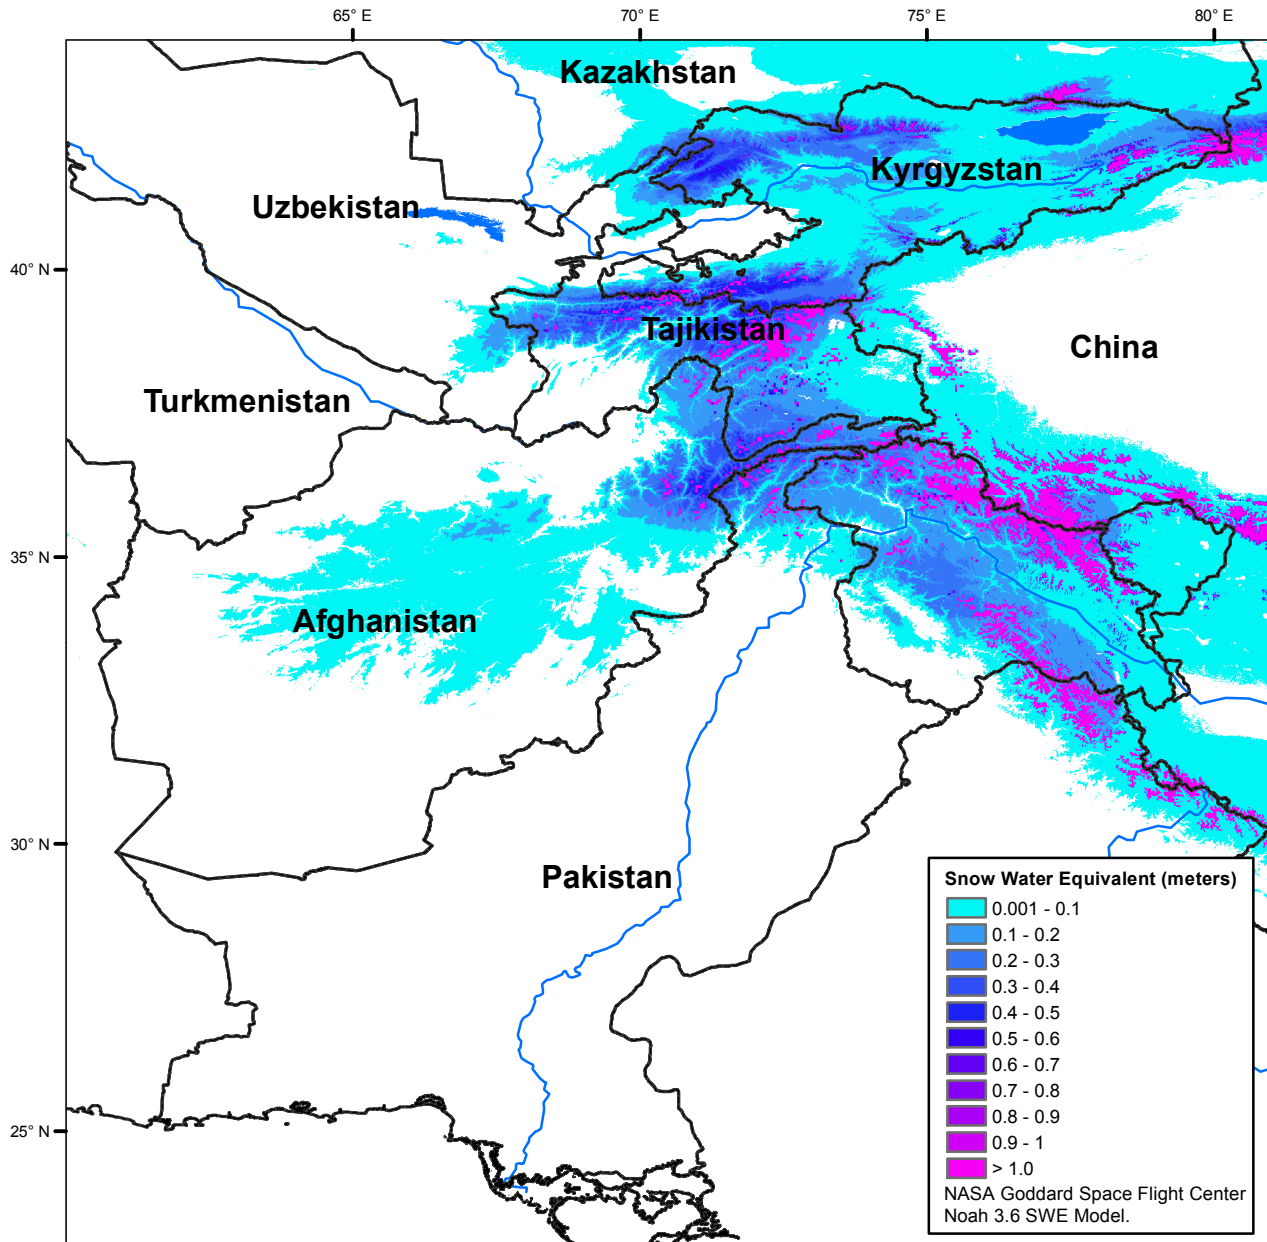 65° E
70° E
75° E
80° E
Kazakhstan
Kyrgyzstan
Uzbekistan
40° N
Tajikistan
China
Turkmenistan
35° N
Afghanistan
30° N
Pakistan
25° N
Snow Water Equivalent (meters)
0.001 - 0.1
0.1 - 0.2
0.2 - 0.3
0.3 - 0.4
0.4 - 0.5
0.5 - 0.6
0.6 - 0.7
0.7 - 0.8
0.8 - 0.9
0.9 - 1
> 1.0
NASA Goddard Space Flight Center
Noah 3.6 SWE Model.